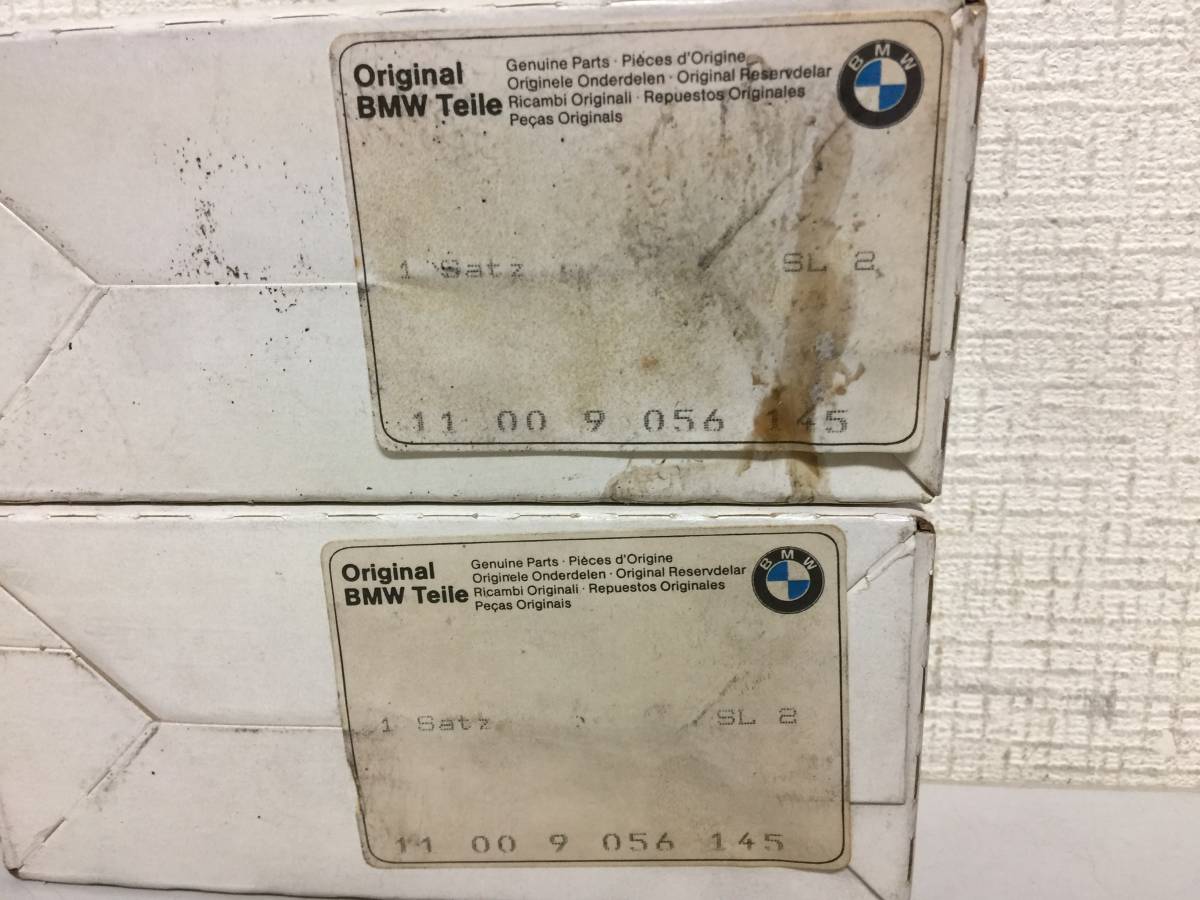 Original
BMW Teile
Genuine Parts · Pièces d'Origine
Originele Onderdelen · Original Reservdelar
Ricambi Originali · Repuestos Originales
Peças Originais
BMW
1 Satz SL 2
11 00 9 056 145
Original
BMW Teile
Genuine Parts · Pièces d'Origine
Originele Onderdelen · Original Reservdelar
Ricambi Originali · Repuestos Originales
Peças Originais
BMW
1 Satz SL 2
11 00 9 056 145